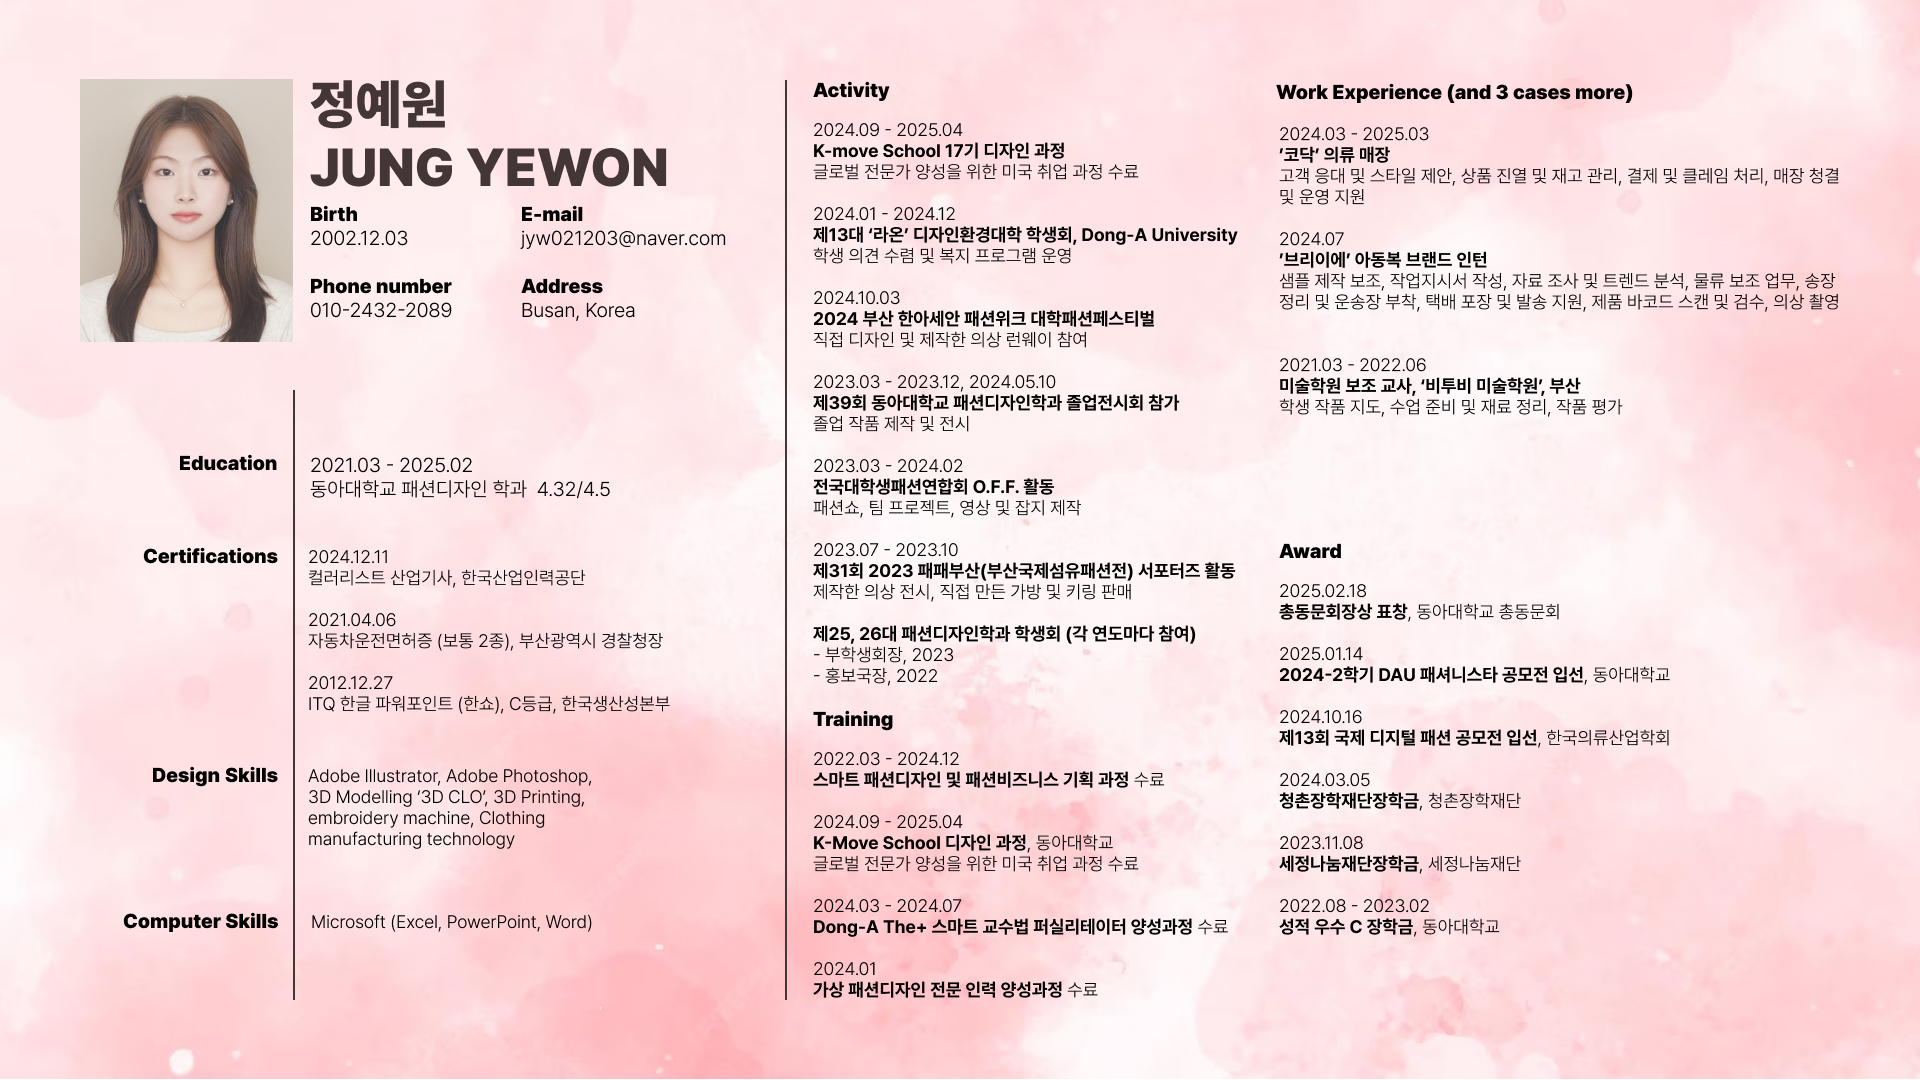 정예원
JUNG YEWON
Birth
2002.12.03
E-mail
jyw021203@naver.com
Phone number
010-2432-2089
Address
Busan, Korea
Education
2021.03 - 2025.02
동아대학교 패션디자인 학과  4.32/4.5
Certifications
2024.12.11
컬러리스트 산업기사, 한국산업인력공단
2021.04.06
자동차운전면허증 (보통 2종), 부산광역시 경찰청장
2012.12.27
ITQ 한글 파워포인트 (한쇼), C등급, 한국생산성본부
Design Skills
Adobe Illustrator, Adobe Photoshop,
3D Modelling ‘3D CLO’, 3D Printing,
embroidery machine, Clothing
manufacturing technology
Computer Skills
Microsoft (Excel, PowerPoint, Word)
Activity
2024.09 - 2025.04
K-move School 17기 디자인 과정
글로벌 전문가 양성을 위한 미국 취업 과정 수료
2024.01 - 2024.12
제13대 ‘라온’ 디자인환경대학 학생회, Dong-A University
학생 의견 수렴 및 복지 프로그램 운영
2024.10.03
2024 부산 한아세안 패션위크 대학패션페스티벌
직접 디자인 및 제작한 의상 런웨이 참여
2023.03 - 2023.12, 2024.05.10
제39회 동아대학교 패션디자인학과 졸업전시회 참가
졸업 작품 제작 및 전시
2023.03 - 2024.02
전국대학생패션연합회 O.F.F. 활동
패션쇼, 팀 프로젝트, 영상 및 잡지 제작
2023.07 - 2023.10
제31회 2023 패패부산(부산국제섬유패션전) 서포터즈 활동
제작한 의상 전시, 직접 만든 가방 및 키링 판매
제25, 26대 패션디자인학과 학생회 (각 연도마다 참여)
- 부학생회장, 2023
- 홍보국장, 2022
Training
2022.03 - 2024.12
스마트 패션디자인 및 패션비즈니스 기획 과정 수료
2024.09 - 2025.04
K-Move School 디자인 과정, 동아대학교
글로벌 전문가 양성을 위한 미국 취업 과정 수료
2024.03 - 2024.07
Dong-A The+ 스마트 교수법 퍼실리테이터 양성과정 수료
2024.01
가상 패션디자인 전문 인력 양성과정 수료
Work Experience (and 3 cases more)
2024.03 - 2025.03
‘코닥’ 의류 매장
고객 응대 및 스타일 제안, 상품 진열 및 재고 관리, 결제 및 클레임 처리, 매장 청결
및 운영 지원
2024.07
’브리이에’ 아동복 브랜드 인턴
샘플 제작 보조, 작업지시서 작성, 자료 조사 및 트렌드 분석, 물류 보조 업무, 송장
정리 및 운송장 부착, 택배 포장 및 발송 지원, 제품 바코드 스캔 및 검수, 의상 촬영
2021.03 - 2022.06
미술학원 보조 교사, ‘비투비 미술학원’, 부산
학생 작품 지도, 수업 준비 및 재료 정리, 작품 평가
Award
2025.02.18
총동문회장상 표창, 동아대학교 총동문회
2025.01.14
2024-2학기 DAU 패셔니스타 공모전 입선, 동아대학교
2024.10.16
제13회 국제 디지털 패션 공모전 입선, 한국의류산업학회
2024.03.05
청촌장학재단장학금, 청촌장학재단
2023.11.08
세정나눔재단장학금, 세정나눔재단
2022.08 - 2023.02
성적 우수 C 장학금, 동아대학교